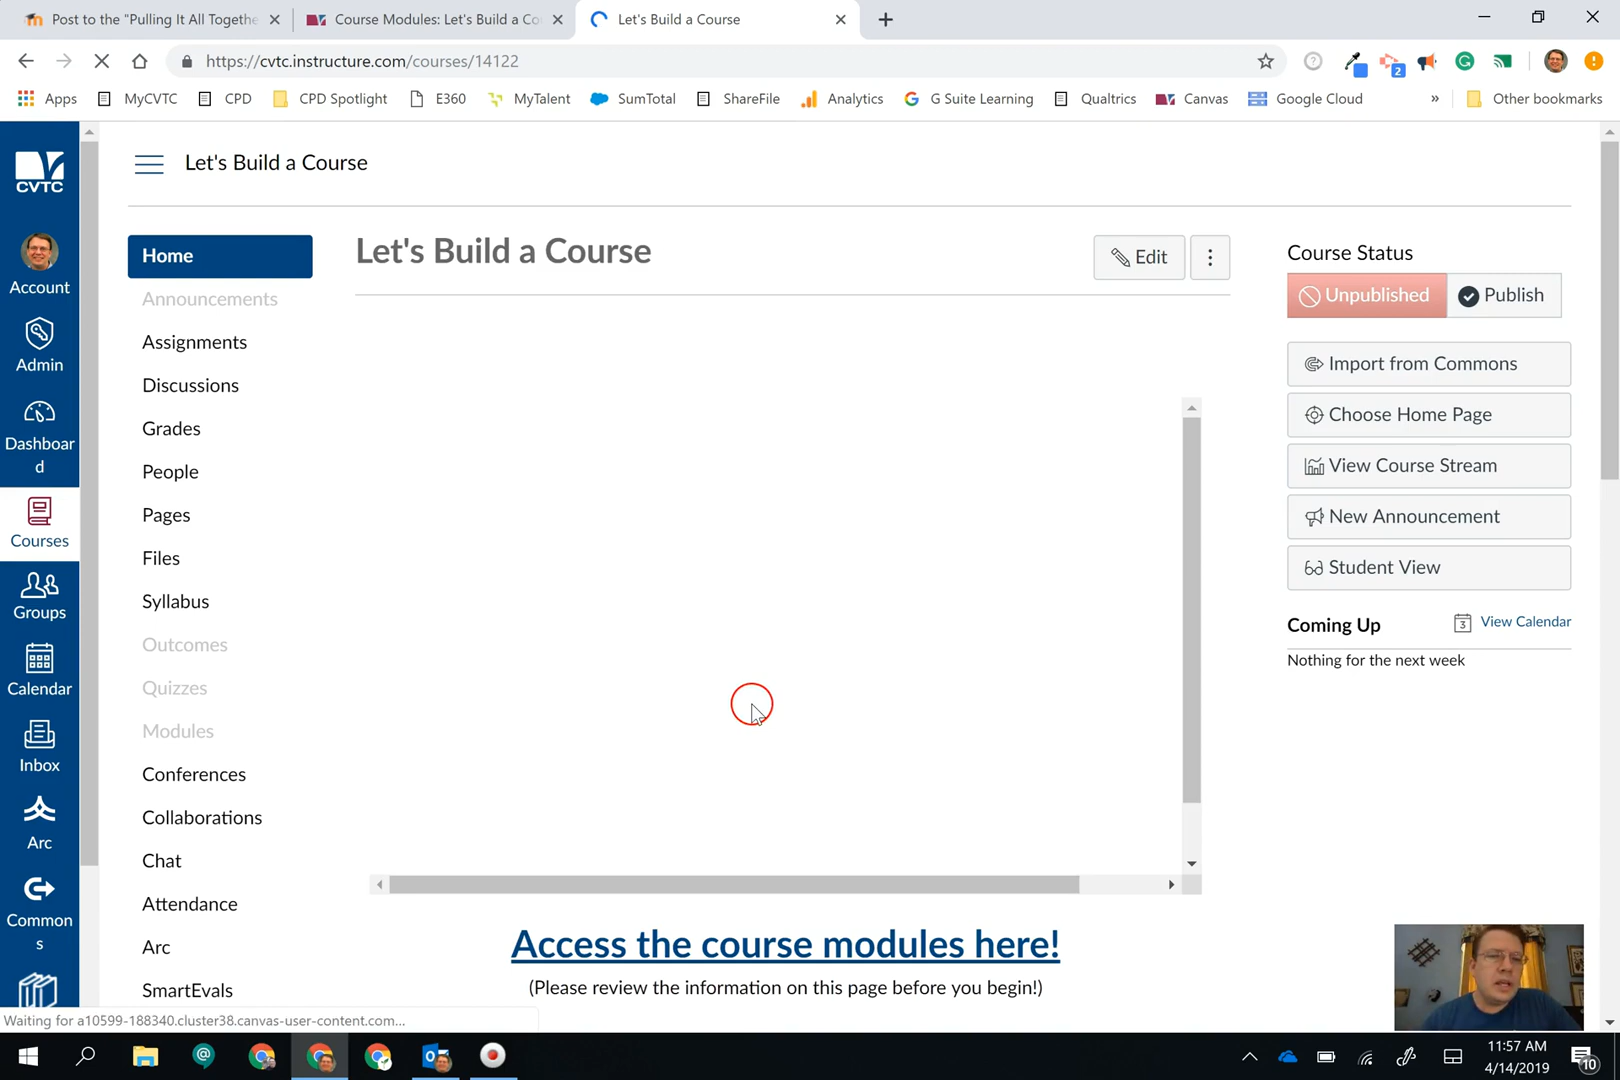 Post to the "Pulling It All Togethe
Course Modules: Let's Build a Co
Let's Build a Course
https://cvtc.instructure.com/courses/14122
2
Apps
MyCVTC
CPD
CPD Spotlight
E360
MyTalent
SumTotal
ShareFile
Analytics
G Suite Learning
Qualtrics
Canvas
Google Cloud
»
Other bookmarks
CVTC
Account
Admin
Dashboar
d
Courses
Groups
Calendar
Inbox
Arc
Common
s
Let's Build a Course
Home
Announcements
Assignments
Discussions
Grades
People
Pages
Files
Syllabus
Outcomes
Quizzes
Modules
Conferences
Collaborations
Chat
Attendance
Arc
SmartEvals
Let's Build a Course
Edit
Access the course modules here!
(Please review the information on this page before you begin!)
Course Status
Unpublished
Publish
Import from Commons
Choose Home Page
View Course Stream
New Announcement
Student View
Coming Up
3
View Calendar
Nothing for the next week
Waiting for a10599-188340.cluster38.canvas-user-content.com...
11:57 AM
4/14/2019
10